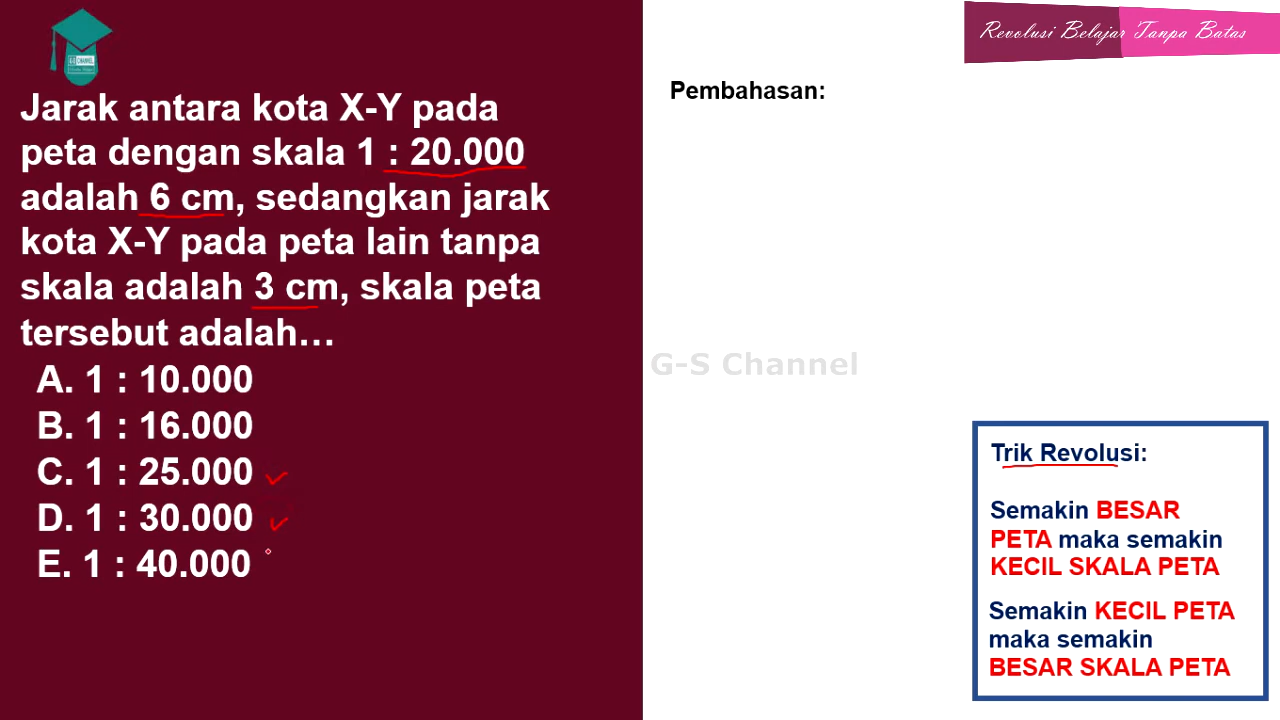 Revolusi Belajar Tanpa Batas
Jarak antara kota X-Y pada
peta dengan skala 1 : 20.000
adalah 6 cm, sedangkan jarak
kota X-Y pada peta lain tanpa
skala adalah 3 cm, skala peta
tersebut adalah...
A. 1 : 10.000
B. 1 : 16.000
C. 1 : 25.000
D. 1 : 30.000
E. 1 : 40.000
Pembahasan:
G-S Channel
Trik Revolusi:
Semakin BESAR
PETA maka semakin
KECIL SKALA PETA
Semakin KECIL PETA
maka semakin
BESAR SKALA PETA